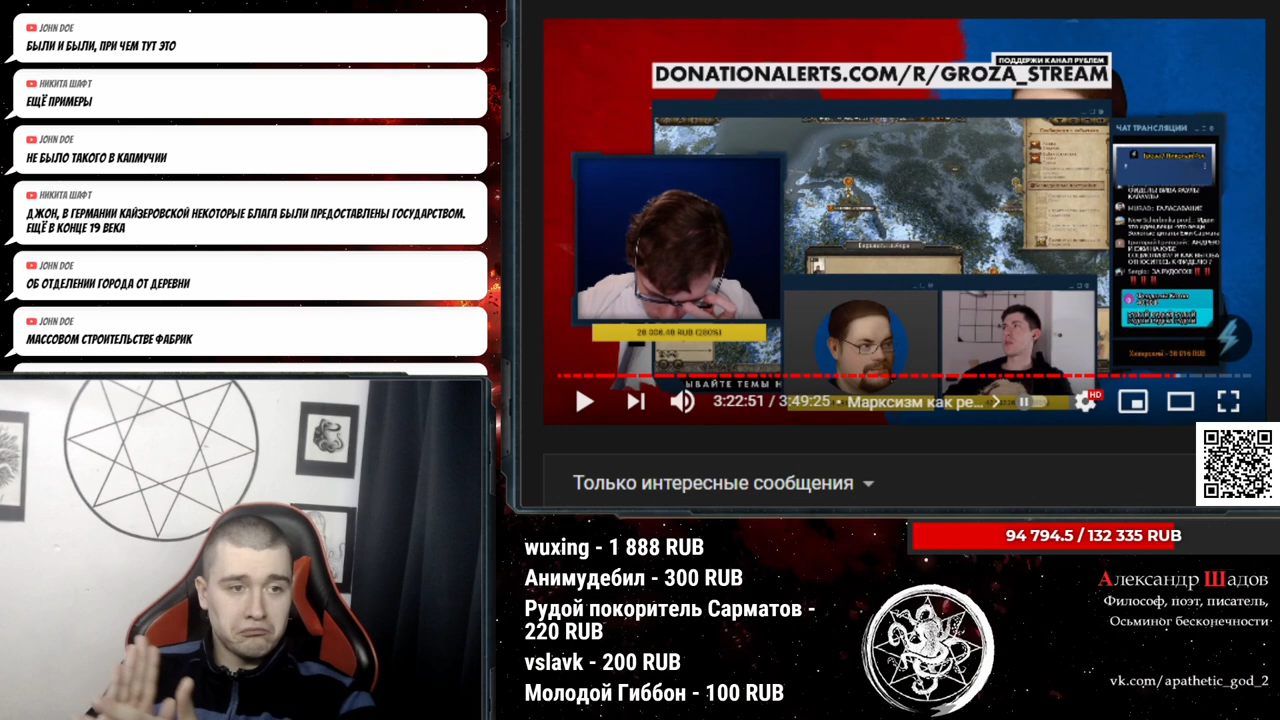 JOHN DOE
БЫЛИ И БЫЛИ, ПРИ ЧЕМ ТУТ ЭТО
НИКИТА ШАФТ
ЕЩЁ ПРИМЕРЫ
JOHN DOE
НЕ БЫЛО ТАКОГО В КАПМУЧИИ
НИКИТА ШАФТ
ДЖОН, В ГЕРМАНИИ КАЙЗЕРОВСКОЙ НЕКОТОРЫЕ БЛАГА БЫЛИ ПРЕДОСТАВЛЕНЫ ГОСУДАРСТВОМ.
ЕЩЁ В КОНЦЕ 19 ВЕКА
JOHN DOE
ОБ ОТДЕЛЕНИИ ГОРОДА ОТ ДЕРЕВНИ
JOHN DOE
МАССОВОМ СТРОИТЕЛЬСТВЕ ФАБРИК
ПОДДЕРЖИ КАНАЛ РУБЛЕМ
DONATIONALERTS.COM/R/GROZA_STREAM
ЧАТ ТРАНСЛЯЦИИ
ЫВАЙТЕ ТЕМЫ Н
3:22:51 / 3:49:25 • Марксизм как ре...
HD
Только интересные сообщения
94 794.5 / 132 335 RUB
wuxing - 1 888 RUB
Анимудебил - 300 RUB
Рудой покоритель Сарматов -
220 RUB
vslavk - 200 RUB
Молодой Гиббон - 100 RUB
Александр Шадов
Философ, поэт, писатель,
Осьминог бесконечности
vk.com/apathetic_god_2